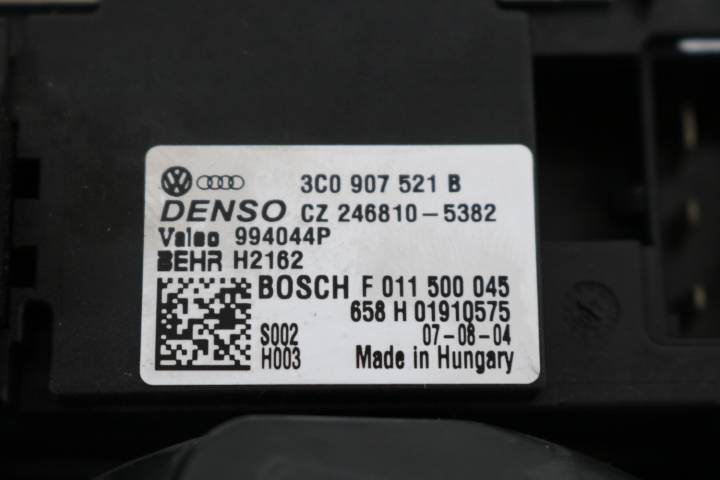 3C0 907 521 B
DENSO CZ 246810-5382
Valeo 994044P
BEHR H2162
BOSCH F 011 500 045
658 H 01910575
S002 07-08-04
H003 Made in Hungary